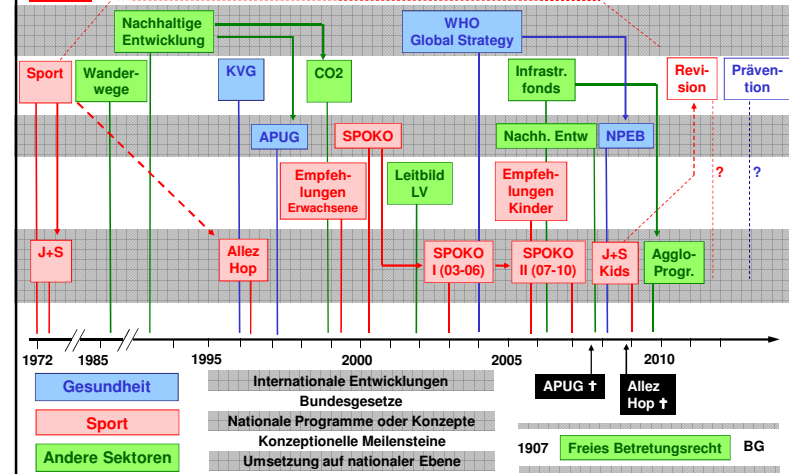 Nachhaltige
Entwicklung
WHO
Global Strategy
Sport
Wander-
wege
KVG
CO2
Infrastr.
fonds
Revi-
sion
Präven-
tion
APUG
SPOKO
Nachh. Entw
NPEB
Empfeh-
lungen
Erwachsene
Leitbild
LV
Empfeh-
lungen
Kinder
?
?
J+S
Allez
Hop
SPOKO
I (03-06)
SPOKO
II (07-10)
J+S
Kids
Agglo-
Progr.
1972
1985
1995
2000
2005
2010
Gesundheit
Sport
Andere Sektoren
Internationale Entwicklungen
Bundesgesetze
Nationale Programme oder Konzepte
Konzeptionelle Meilensteine
Umsetzung auf nationaler Ebene
APUG ✝
Allez
Hop ✝
1907
Freies Betretungsrecht
BG